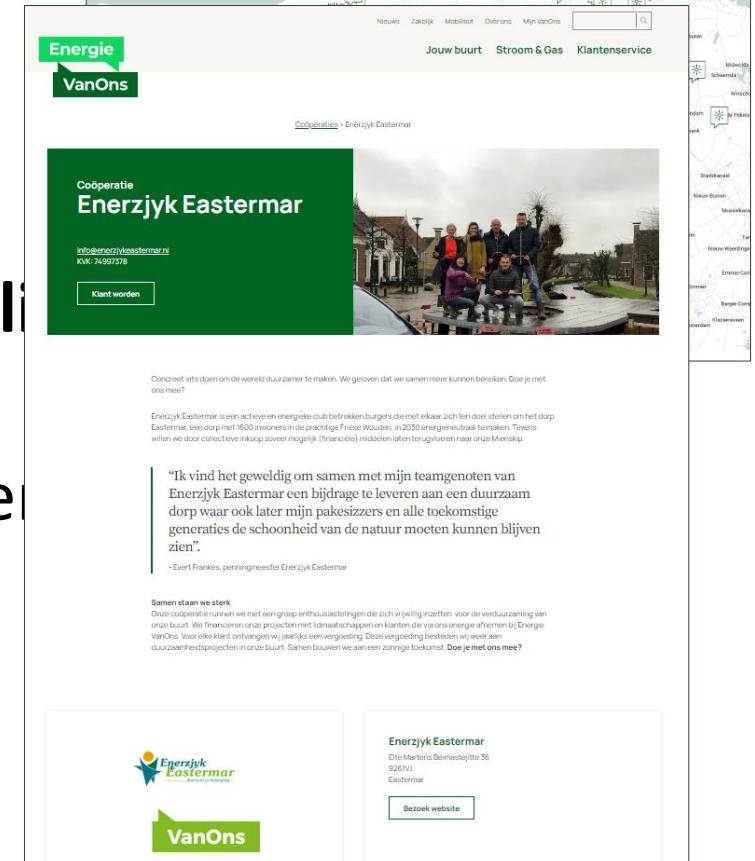 Nieuws Zakelijk Mobiliteit Over ons Mijn VanOns
Energie
VanOns
Jouw buurt Stroom & Gas Klantenservice
Coöperaties › Enerzjyk Eastermar
Coöperatie
Enerzjyk Eastermar
info@enerzjykeastermar.nl
KVK: 74997378
Klant worden
Concreet iets doen om de wereld duurzamer te maken. We geloven dat we samen meer kunnen bereiken. Doe je met
ons mee?
Enerzjyk Eastermar is een actieve en energieke club betrokken burgers die met elkaar zich ten doel stellen om het dorp
Eastermar, een dorp met 1600 inwoners in de prachtige Friese Wouden, in 2030 energieneutraal te maken. Tevens
willen we door collectieve inkoop zoveel mogelijk (financiële) middelen laten terugvloeien naar onze Mienskip.
“Ik vind het geweldig om samen met mijn teamgenoten van
Enerzjyk Eastermar een bijdrage te leveren aan een duurzaam
dorp waar ook later mijn pakesizzers en alle toekomstige
generaties de schoonheid van de natuur moeten kunnen blijven
zien”.
- Evert Frankes, penningmeester Enerzjyk Eastermar
Samen staan we sterk
Onze coöperatie runnen we met een groep enthousiastelingen die zich vrijwillig inzetten voor de verduurzaming van
onze buurt. We financieren onze projecten met lidmaatschappen en klanten die via ons energie afnemen bij Energie
VanOns. Voor elke klant ontvangen wij jaarlijks een vergoeding. Deze vergoeding besteden wij weer aan
duurzaamheidsprojecten in onze buurt. Samen bouwen we aan een zonnige toekomst. Doe je met ons mee?
Enerzjyk
Eastermar
VanOns
Enerzjyk Eastermar
Elte Martens Beimastejitte 36
9261VJ
Eastermar
Bezoek website
Midwolda
Scheemda
Stadskanaal
Nieuw-Buinen
Emmen
Klazienaveen